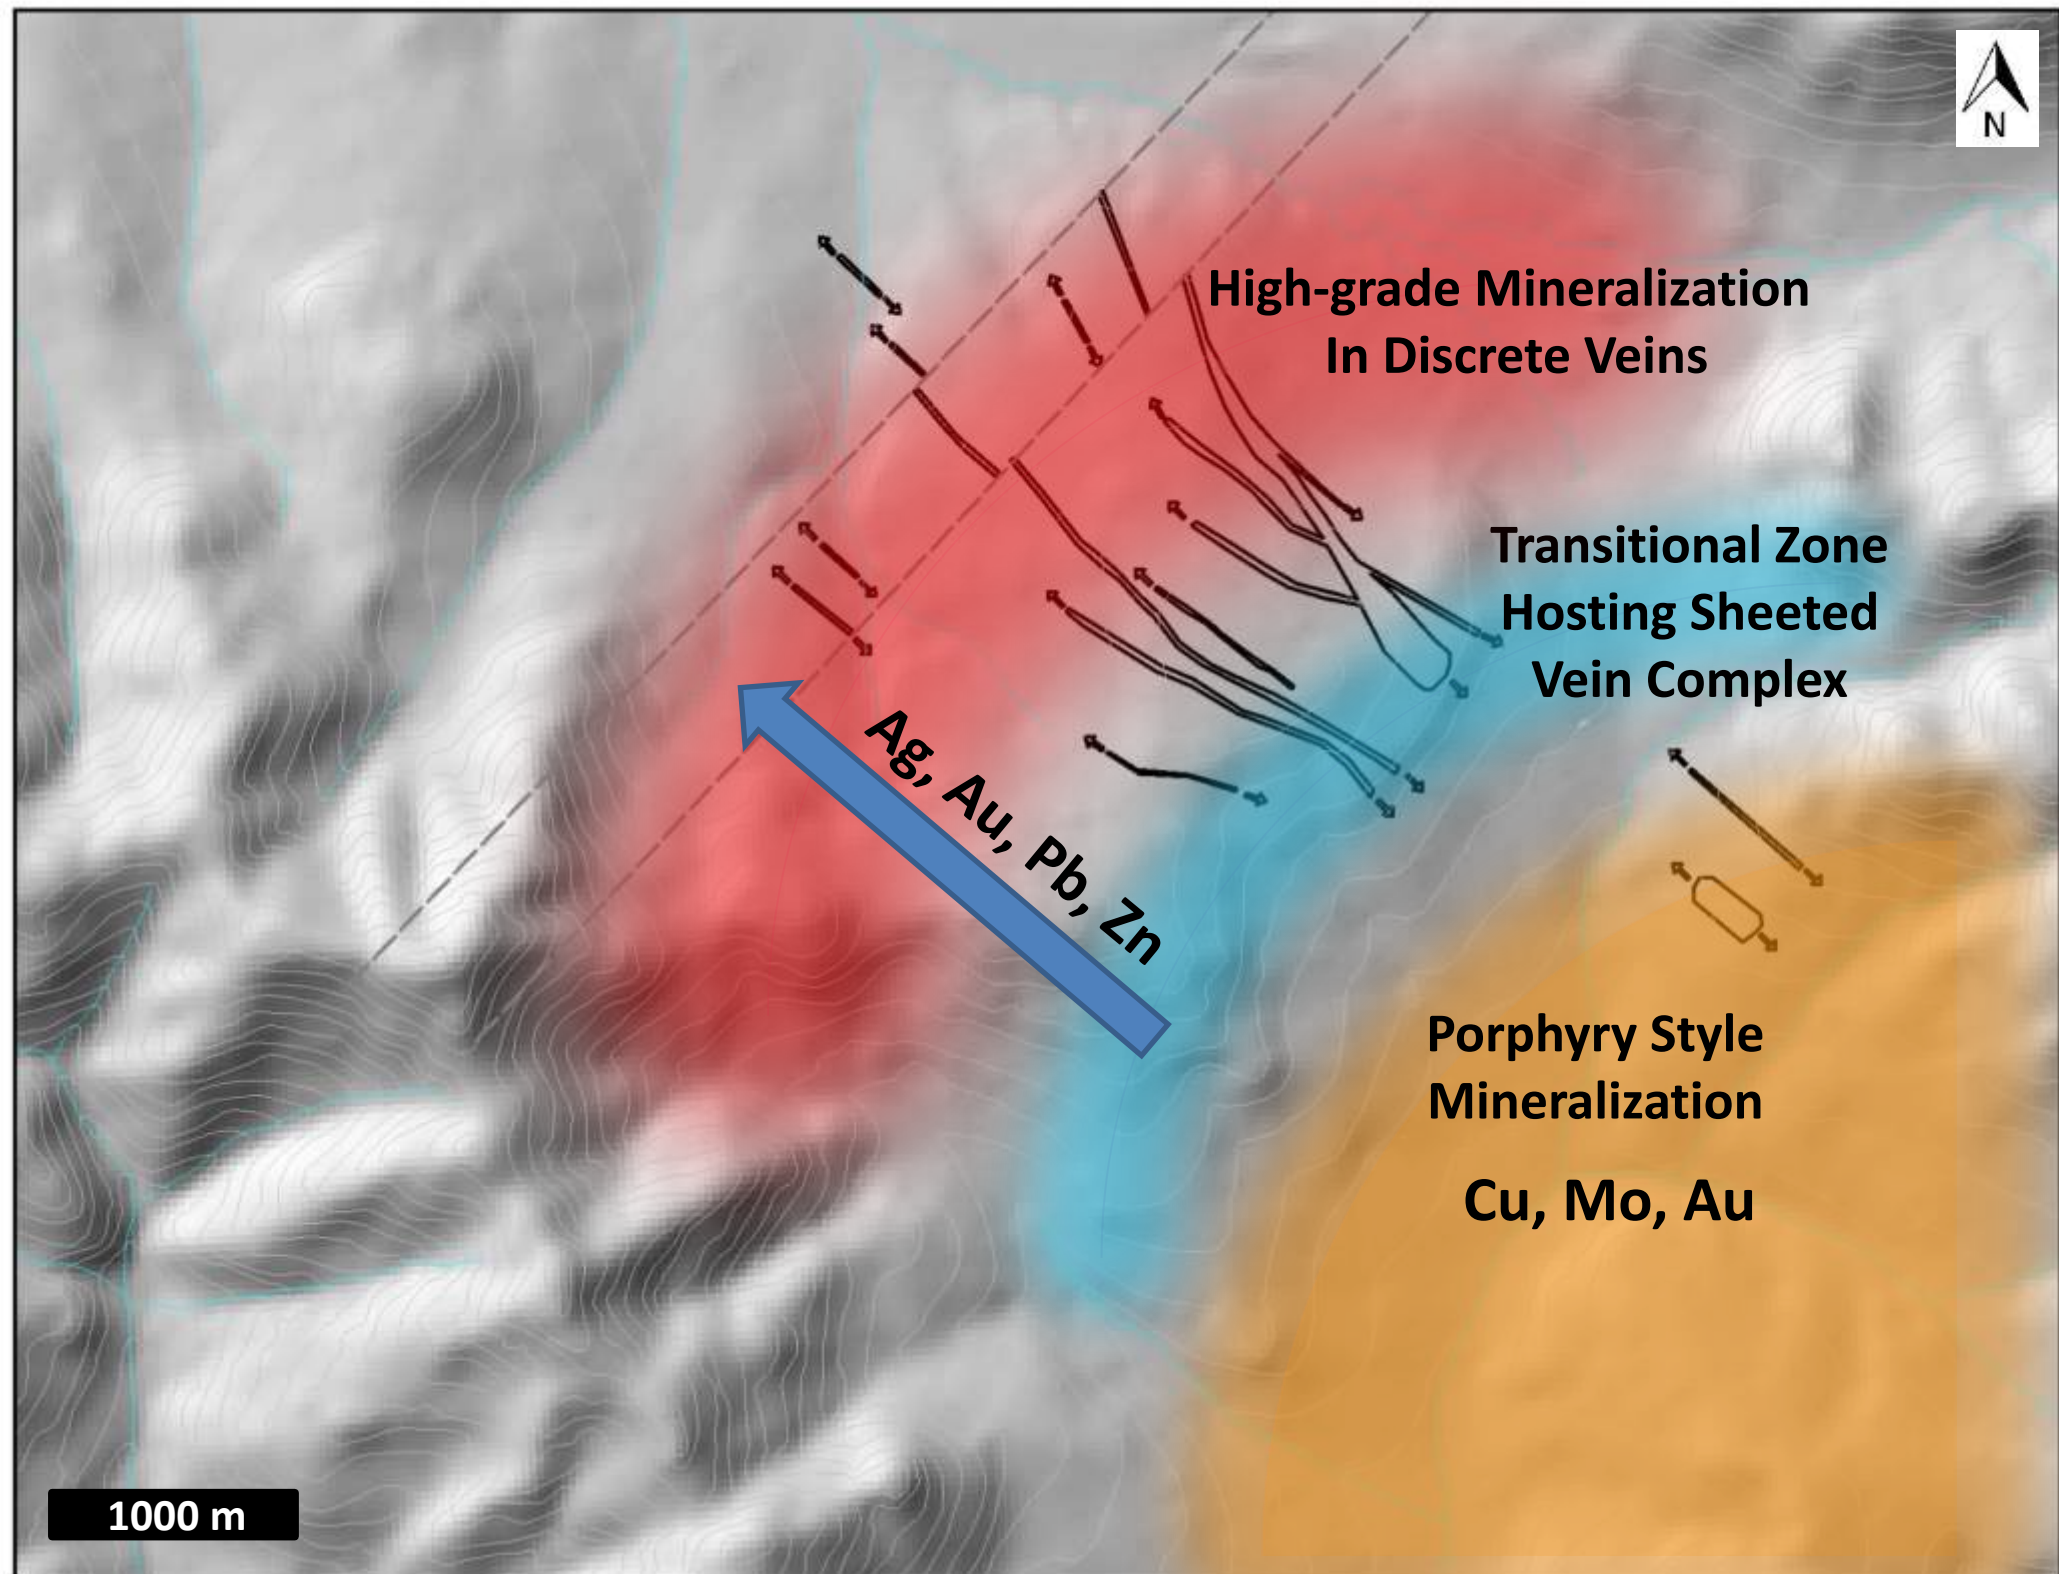 N
High-grade Mineralization
In Discrete Veins
Transitional Zone
Hosting Sheeted
Vein Complex
Ag, Au, Pb, Zn
Porphyry Style
Mineralization
Cu, Mo, Au
1000 m